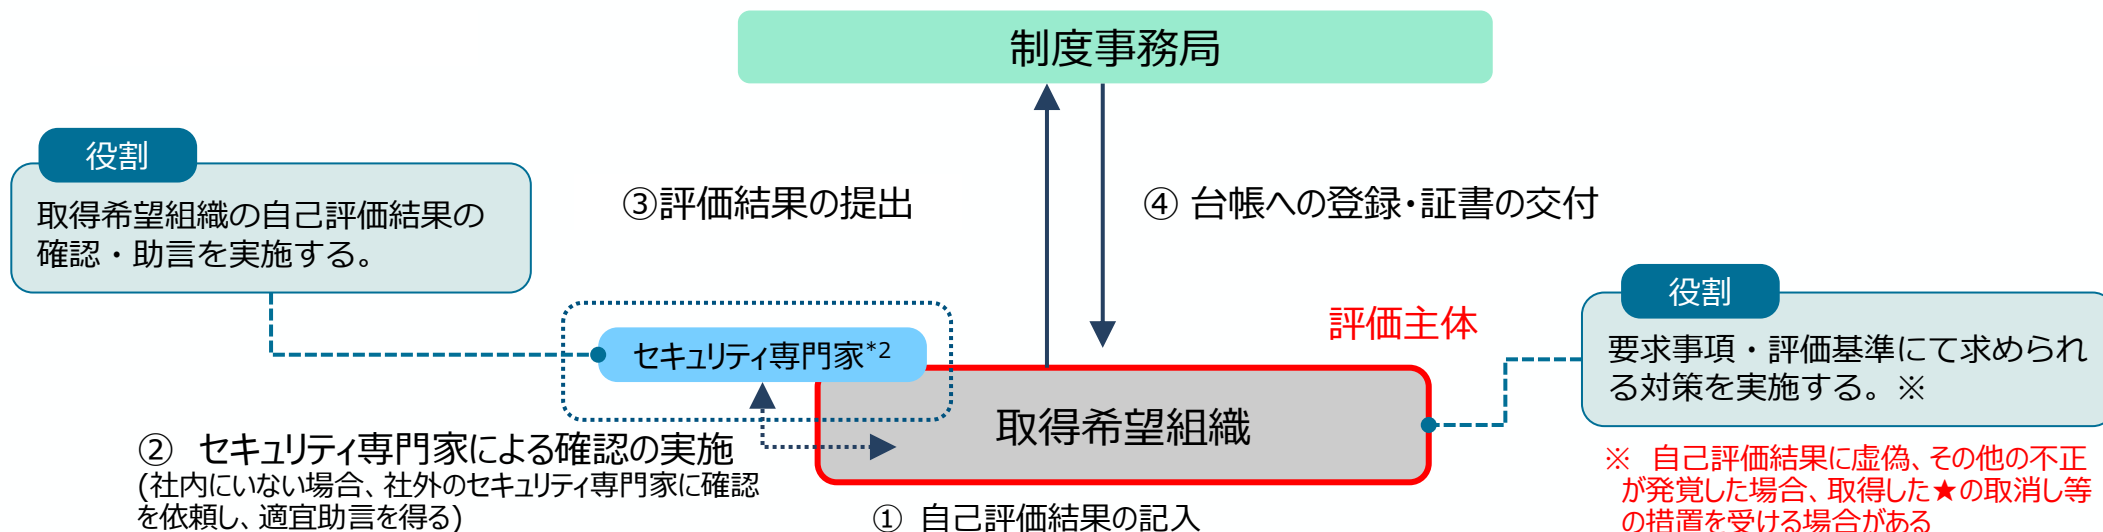 制度事務局
役割
取得希望組織の自己評価結果の
確認・助言を実施する。
③評価結果の提出
④ 台帳への登録・証書の交付
評価主体
役割
要求事項・評価基準にて求められ
る対策を実施する。※
セキュリティ専門家*2
取得希望組織
② セキュリティ専門家による確認の実施
(社内にいない場合、社外のセキュリティ専門家に確認
を依頼し、適宜助言を得る)
① 自己評価結果の記入
※ 自己評価結果に虚偽、その他の不正
が発覚した場合、取得した★の取消し等
の措置を受ける場合がある